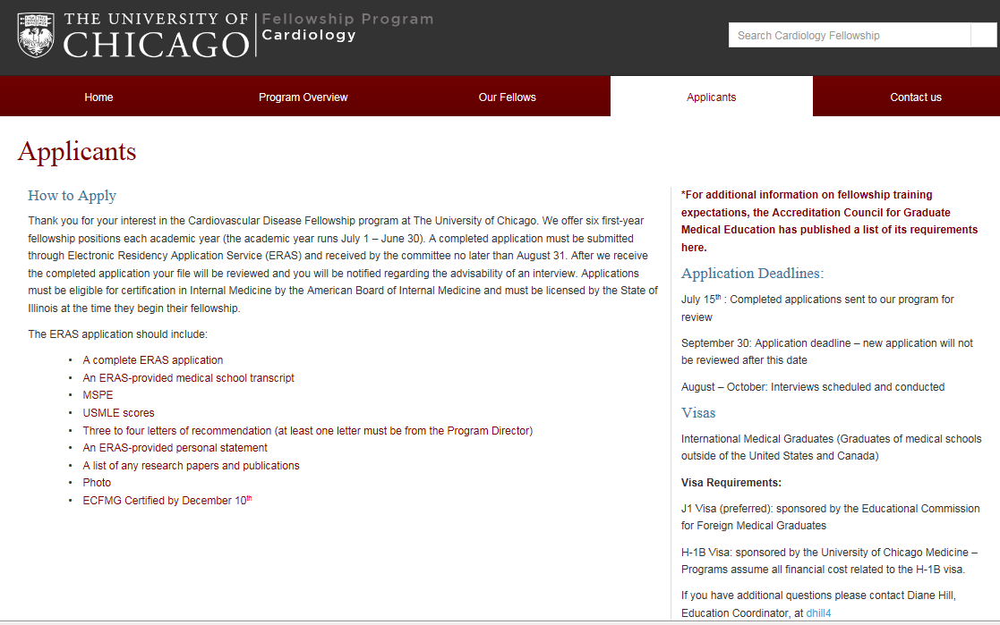 THE UNIVERSITY OF
CHICAGO
Fellowship Program
Cardiology
Search Cardiology Fellowship
Home
Program Overview
Our Fellows
Applicants
Contact us
Applicants
How to Apply
Thank you for your interest in the Cardiovascular Disease Fellowship program at The University of Chicago. We offer six first-year
fellowship positions each academic year (the academic year runs July 1 – June 30). A completed application must be submitted
through Electronic Residency Application Service (ERAS) and received by the committee no later than August 31. After we receive
the completed application your file will be reviewed and you will be notified regarding the advisability of an interview. Applications
must be eligible for certification in Internal Medicine by the American Board of Internal Medicine and must be licensed by the State of
Illinois at the time they begin their fellowship.
The ERAS application should include:
• A complete ERAS application
• An ERAS-provided medical school transcript
• MSPE
• USMLE scores
• Three to four letters of recommendation (at least one letter must be from the Program Director)
• An ERAS-provided personal statement
• A list of any research papers and publications
• Photo
• ECFMG Certified by December 10th
*For additional information on fellowship training
expectations, the Accreditation Council for Graduate
Medical Education has published a list of its requirements
here.
Application Deadlines:
July 15th : Completed applications sent to our program for
review
September 30: Application deadline – new application will not
be reviewed after this date
August – October: Interviews scheduled and conducted
Visas
International Medical Graduates (Graduates of medical schools
outside of the United States and Canada)
Visa Requirements:
J1 Visa (preferred): sponsored by the Educational Commission
for Foreign Medical Graduates
H-1B Visa: sponsored by the University of Chicago Medicine –
Programs assume all financial cost related to the H-1B visa.
If you have additional questions please contact Diane Hill,
Education Coordinator, at dhill4